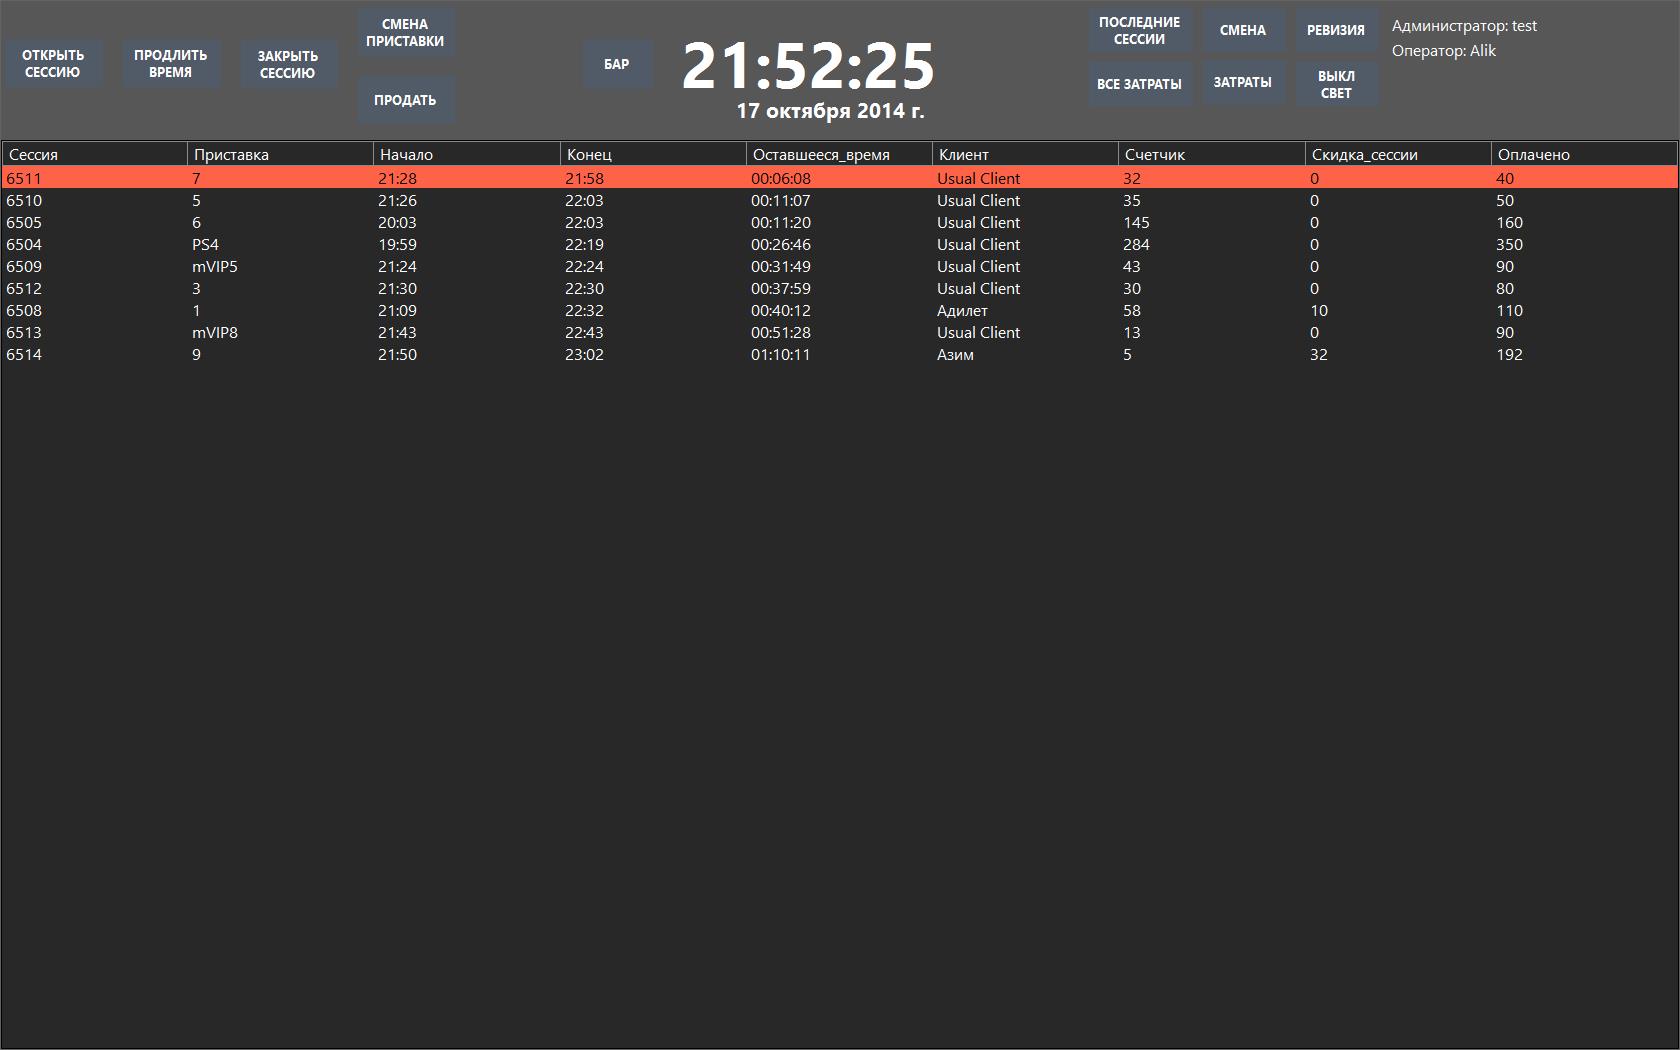 ОТКРЫТЬ
СЕССИЮ
ПРОДЛИТЬ
ВРЕМЯ
ЗАКРЫТЬ
СЕССИЮ
СМЕНА
ПРИСТАВКИ
ПРОДАТЬ
БАР
21:52:25
17 октября 2014 г.
ПОСЛЕДНИЕ
СЕССИИ
СМЕНА
РЕВИЗИЯ
ВСЕ ЗАТРАТЫ
ЗАТРАТЫ
ВЫКЛ
СВЕТ
Администратор: test
Оператор: Alik
Сессия Приставка Начало Конец Оставшееся_время Клиент Счетчик Скидка_сессии Оплачено
6511 7 21:28 21:58 00:06:08 Usual Client 32 0 40
6510 5 21:26 22:03 00:11:07 Usual Client 35 0 50
6505 6 20:03 22:03 00:11:20 Usual Client 145 0 160
6504 PS4 19:59 22:19 00:26:46 Usual Client 284 0 350
6509 mVIP5 21:24 22:24 00:31:49 Usual Client 43 0 90
6512 3 21:30 22:30 00:37:59 Usual Client 30 0 80
6508 1 21:09 22:32 00:40:12 Адилет 58 10 110
6513 mVIP8 21:43 22:43 00:51:28 Usual Client 13 0 90
6514 9 21:50 23:02 01:10:11 Азим 5 32 192